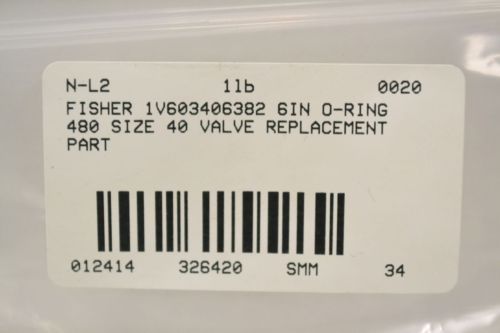 N-L2 1lb 0020
FISHER 1V603406382 6IN O-RING
480 SIZE 40 VALVE REPLACEMENT
PART
012414 326420 SMM 34